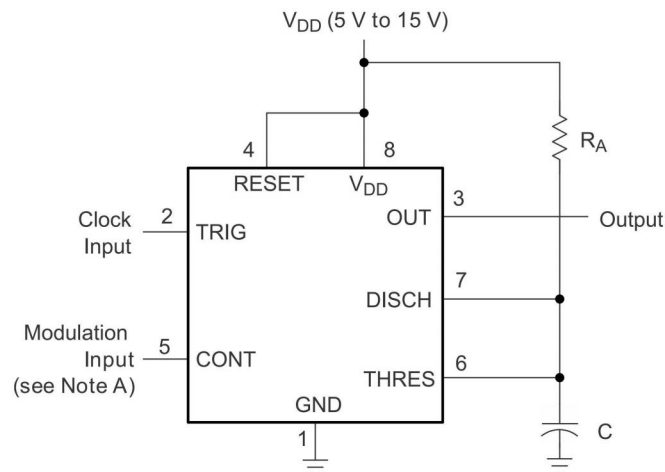 V_DD (5 V to 15 V)
4
8
R_A
RESET
V_DD
3
2
OUT
Output
Clock
Input
TRIG
7
DISCH
Modulation
Input
(see Note A)
5
CONT
6
THRES
GND
1
C